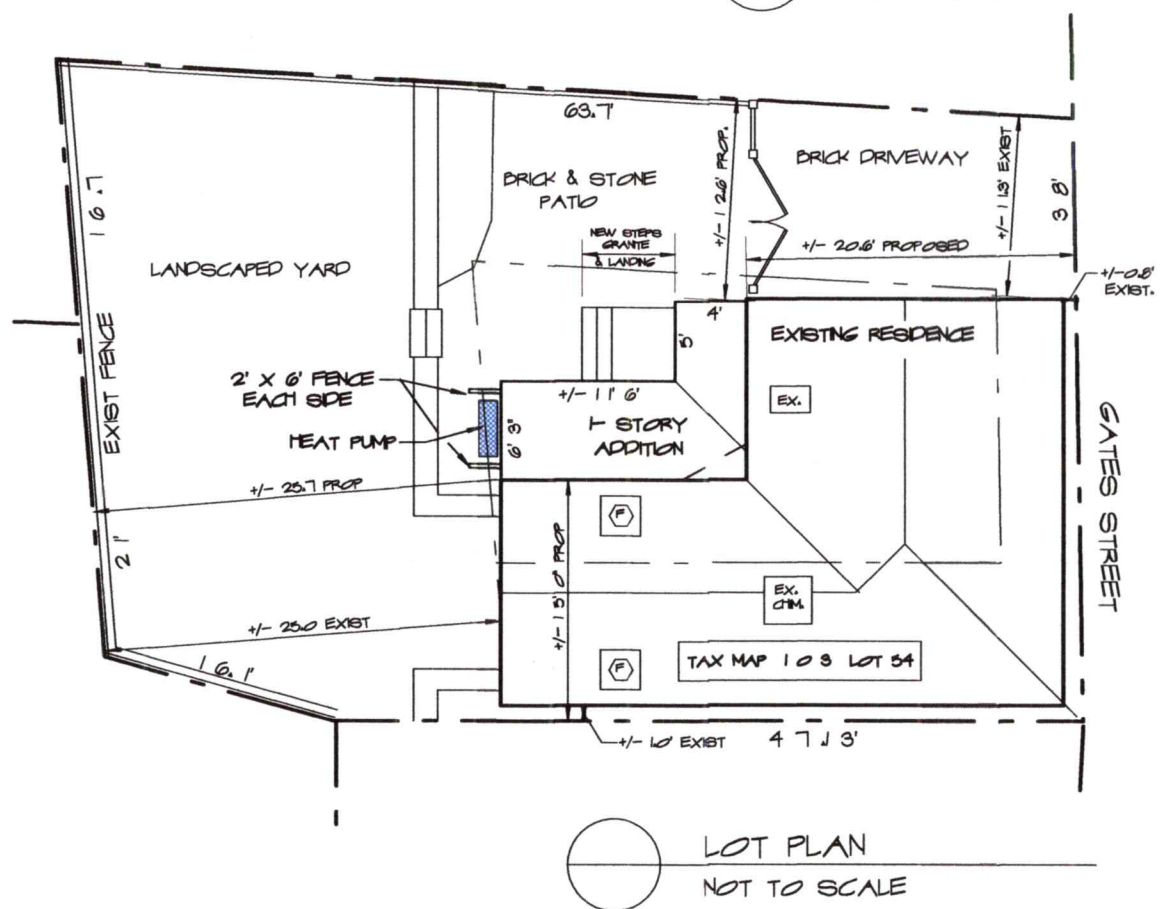 63.7'
16.7
BRICK & STONE
PATIO
BRICK DRIVEWAY
+/- 12.6' PROP.
+/- 11.3' EXIST
38'
NEW STEPS
GRANITE
& LANDING
+/- 20.6' PROPOSED
+/-0.8'
EXIST.
LANDSCAPED YARD
EXIST FENCE
4'
5'
EXISTING RESIDENCE
2' X 6' FENCE
EACH SIDE
+/- 11' 6"
EX.
HEAT PUMP
6' 3"
1- STORY
ADDITION
GATES STREET
+/- 23.7 PROP
F
21'
+/- 13' 0" PROP
EX.
CHM.
+/- 23.0 EXIST
16.1'
F
TAX MAP 103 LOT 54
+/- 1.0' EXIST
47.13'
LOT PLAN
NOT TO SCALE